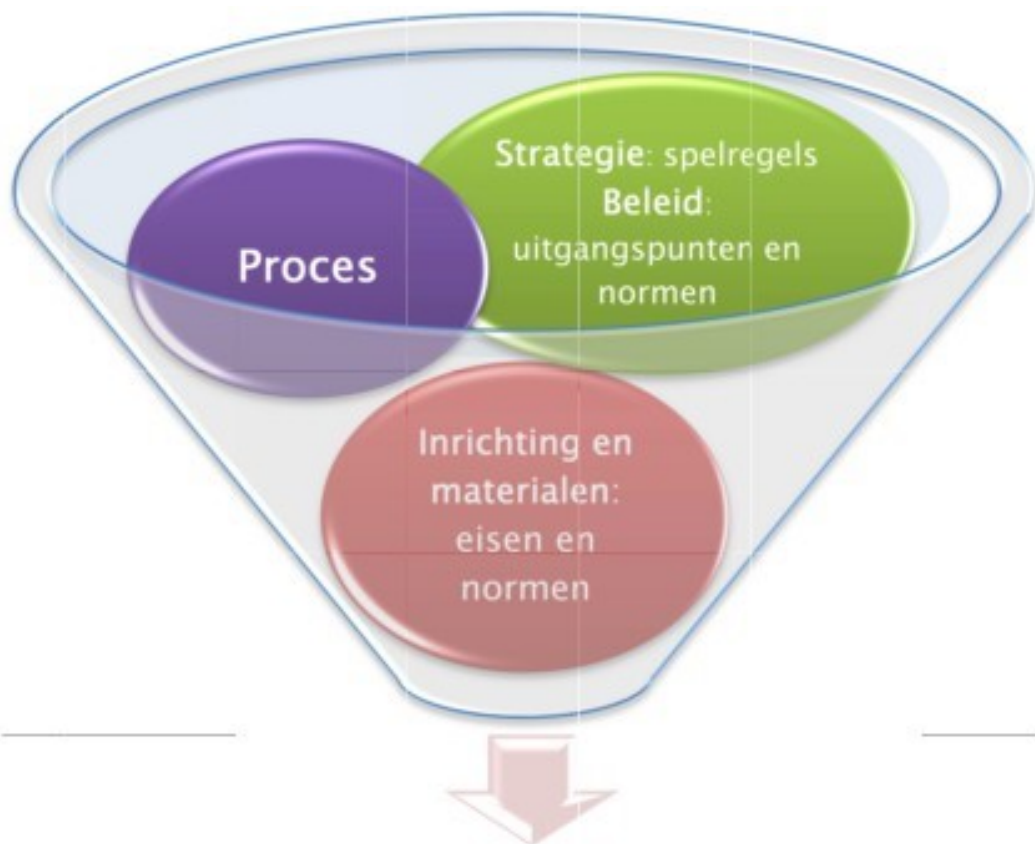 Strategie: spelregels
Beleid:
uitgangspunten en
normen
Proces
Inrichting en
materialen:
eisen en
normen